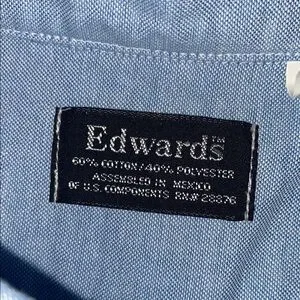 Edwards™
60% COTTON/40% POLYESTER
ASSEMBLED IN MEXICO
OF U.S. COMPONENTS RN# 28876